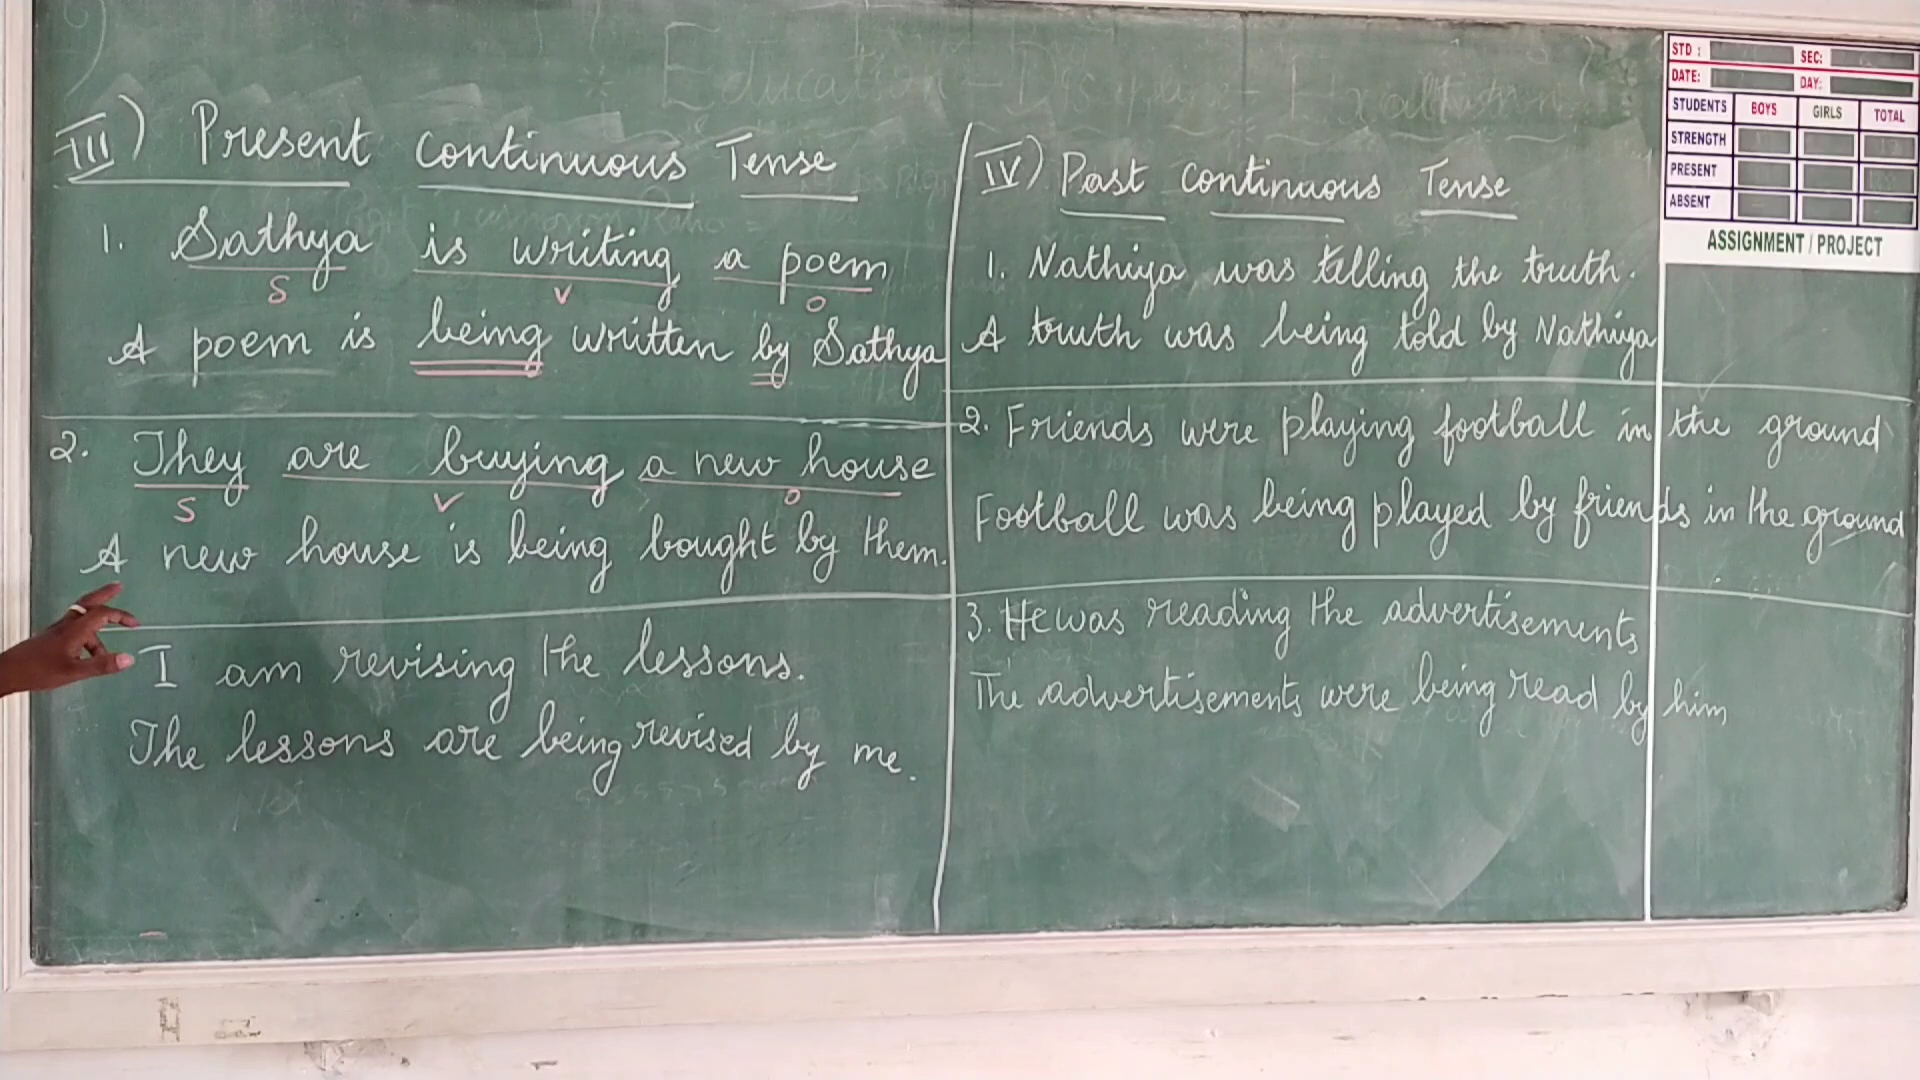 III) Present Continuous Tense
1. Sathya is writing a poem
S V O
A poem is being written by Sathya
2. They are buying a new house
S V O
A new house is being bought by them.
I am revising the lessons.
The lessons are being revised by me.
IV) Past Continuous Tense
1. Nathiya was telling the truth.
A truth was being told by Nathiya
2. Friends were playing football in the ground
Football was being played by friends in the ground
3. He was reading the advertisements
The advertisements were being read by him
STD : SEC:
DATE: DAY:
STUDENTS BOYS GIRLS TOTAL
STRENGTH
PRESENT
ABSENT
ASSIGNMENT / PROJECT